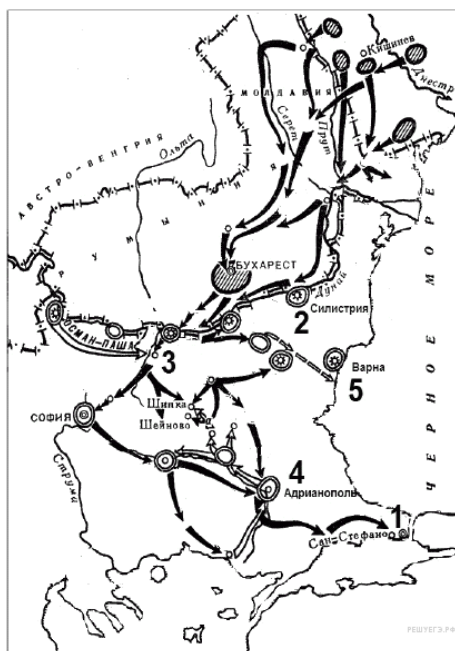 Кишинев
Днестр
МОЛДАВИЯ
Серет
Прут
Ольта
АВСТРО-ВЕНГРИЯ
РУМЫНИЯ
БУХАРЕСТ
Дунай
2
СИЛИСТРИЯ
ОСМАН-ПАША
3
Варна
5
ЧЕРНОЕ МОРЕ
Шипка
Шейново
СОФИЯ
Струма
4
Адрианополь
1
Сан-Стефано
РЕШУЕГЭ.РФ